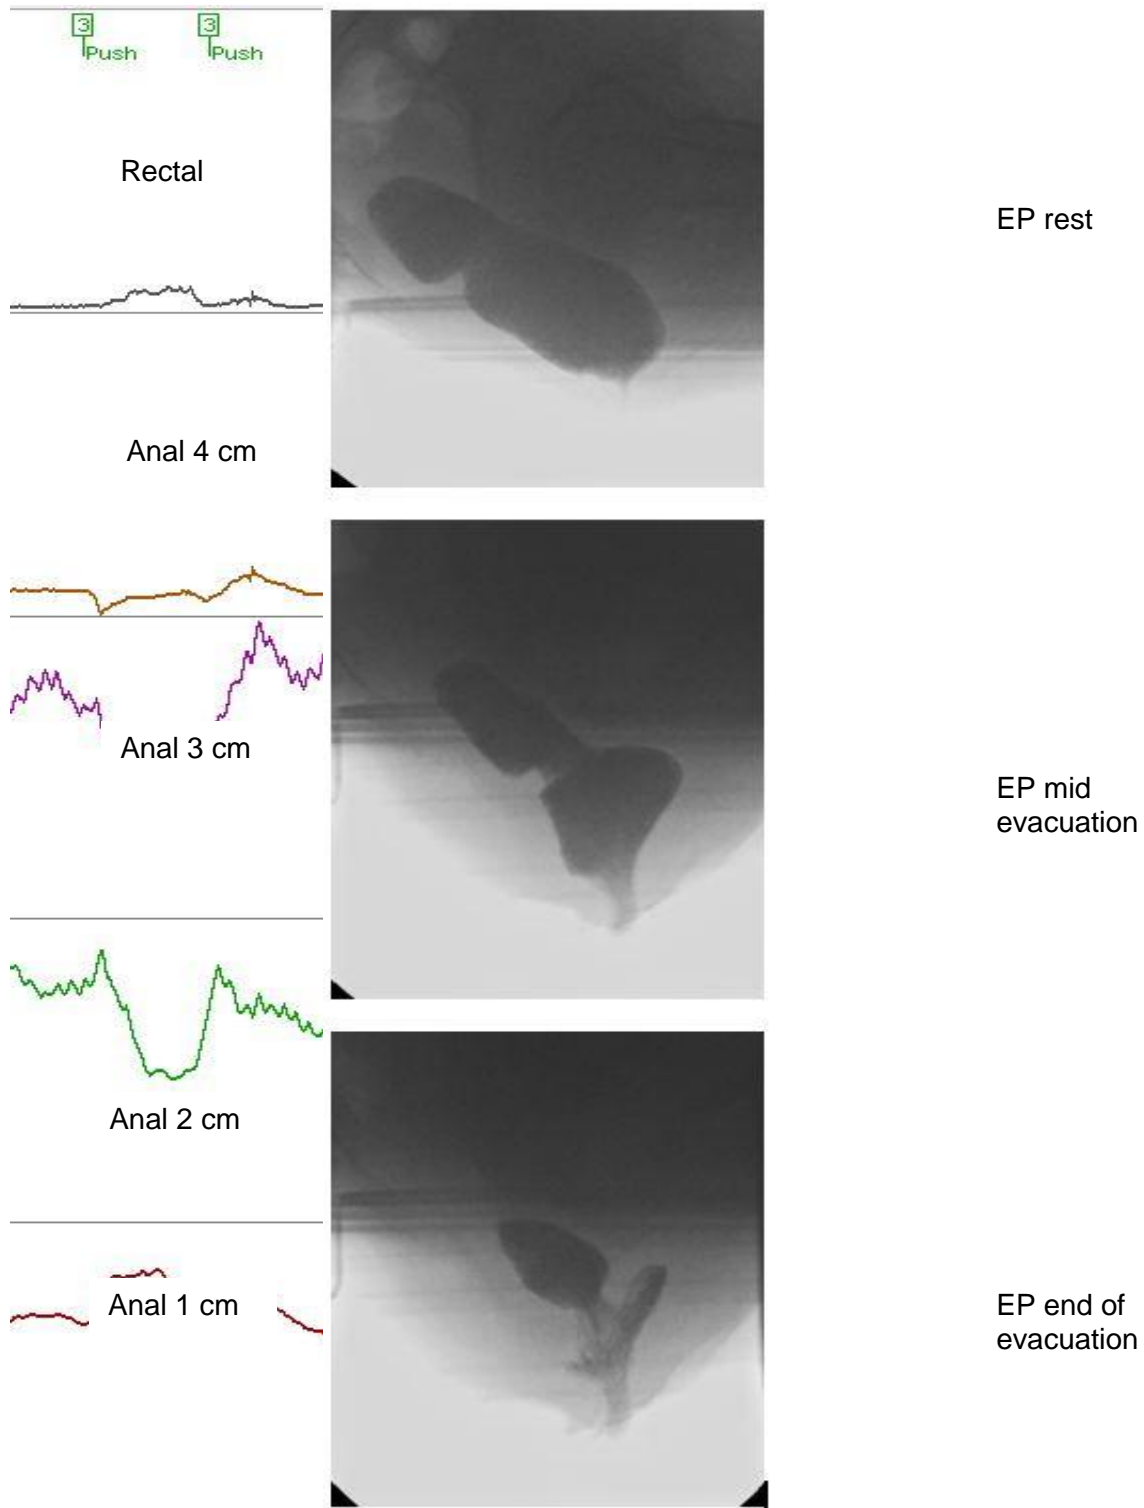 3 3
Push Push
Rectal
Anal 4 cm
Anal 3 cm
Anal 2 cm
Anal 1 cm
EP rest
EP mid
evacuation
EP end of
evacuation